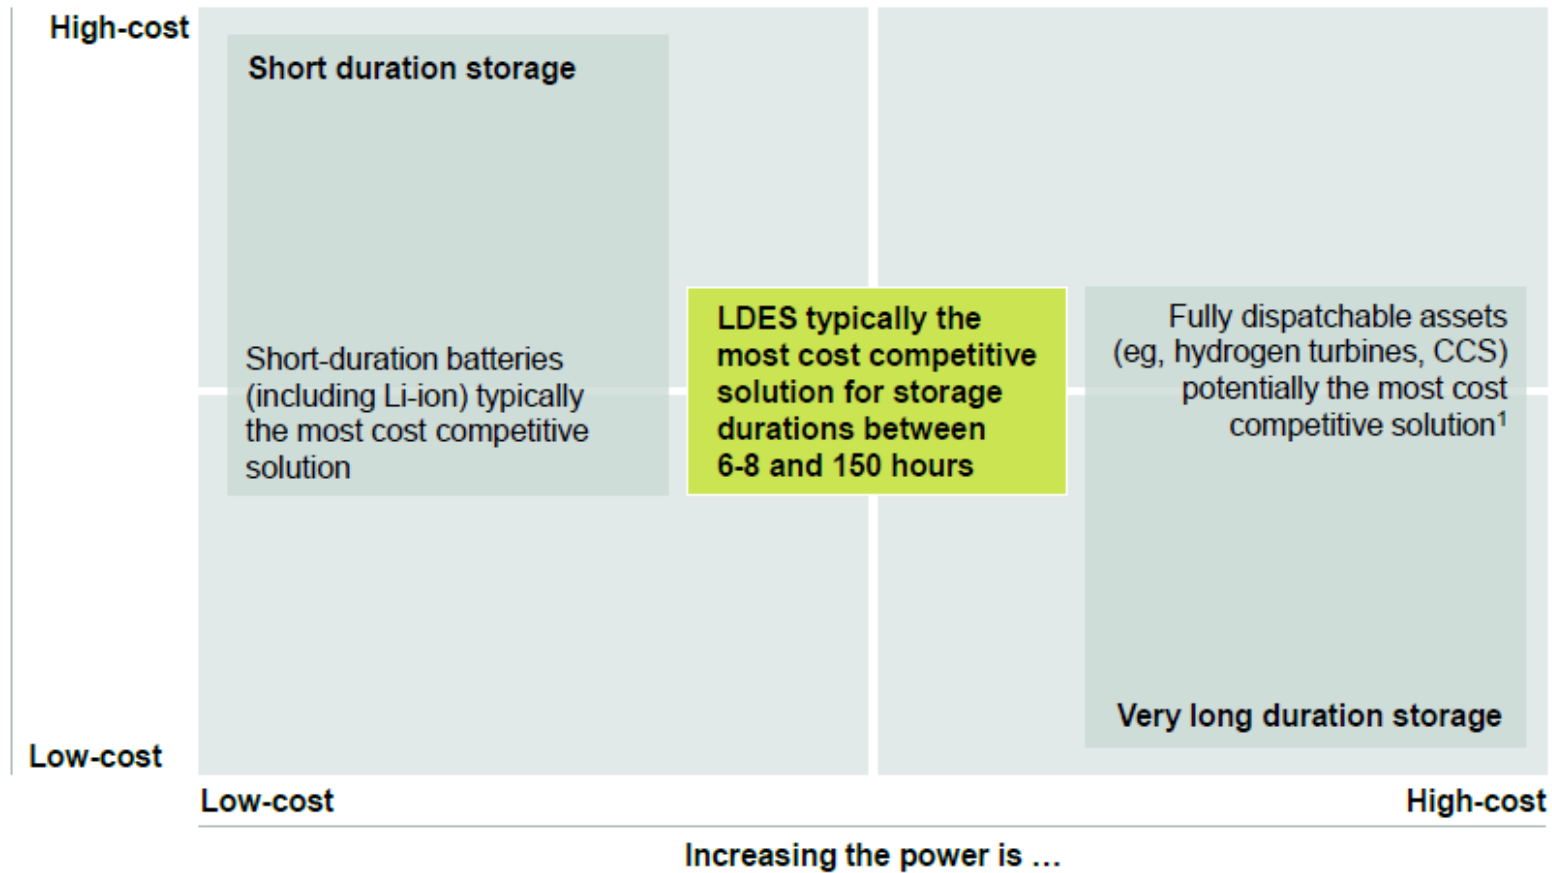 High-cost
Short duration storage
Short-duration batteries
(including Li-ion) typically
the most cost competitive
solution
LDES typically the
most cost competitive
solution for storage
durations between
6-8 and 150 hours
Fully dispatchable assets
(eg, hydrogen turbines, CCS)
potentially the most cost
competitive solution¹
Very long duration storage
Low-cost
Low-cost
High-cost
Increasing the power is …